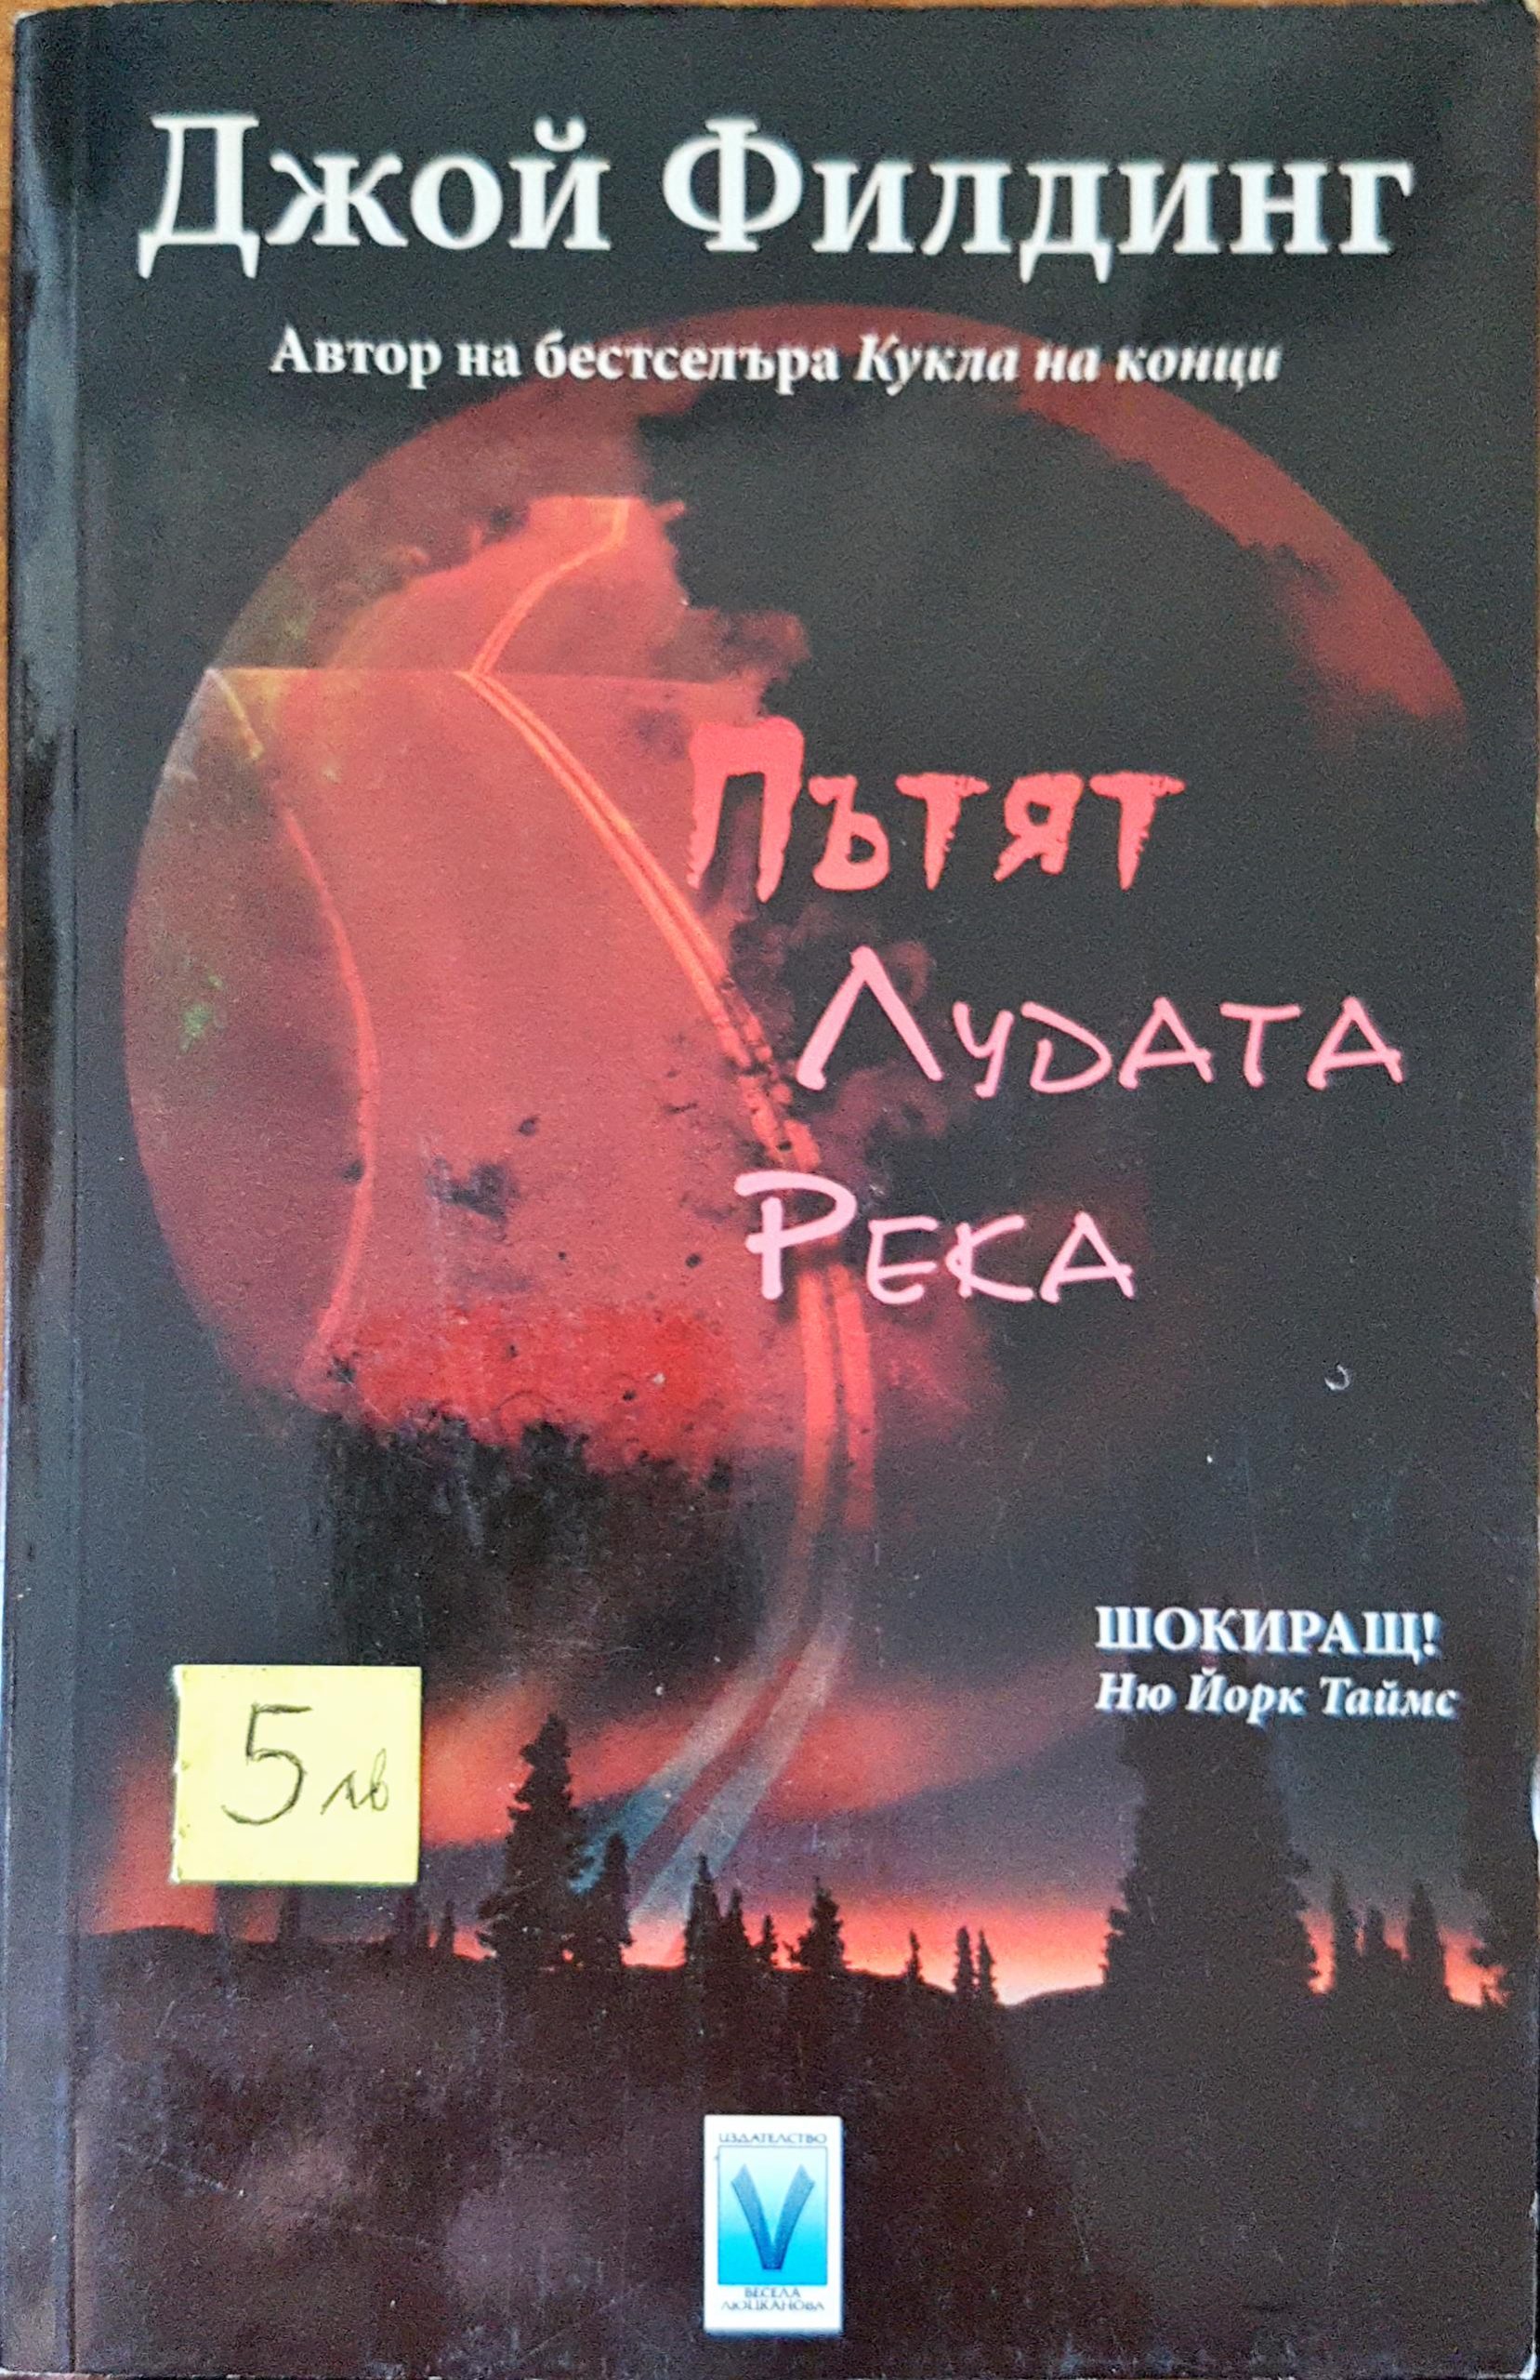 Джой Филдинг
Автор на бестселъра Кукла на конци
Пътят
Лудата
Река
ШОКИРАЩ!
Ню Йорк Таймс
5 лв
ИЗДАТЕЛСТВО
V
ВЕСЕЛА
ЛЮЦКАНОВА